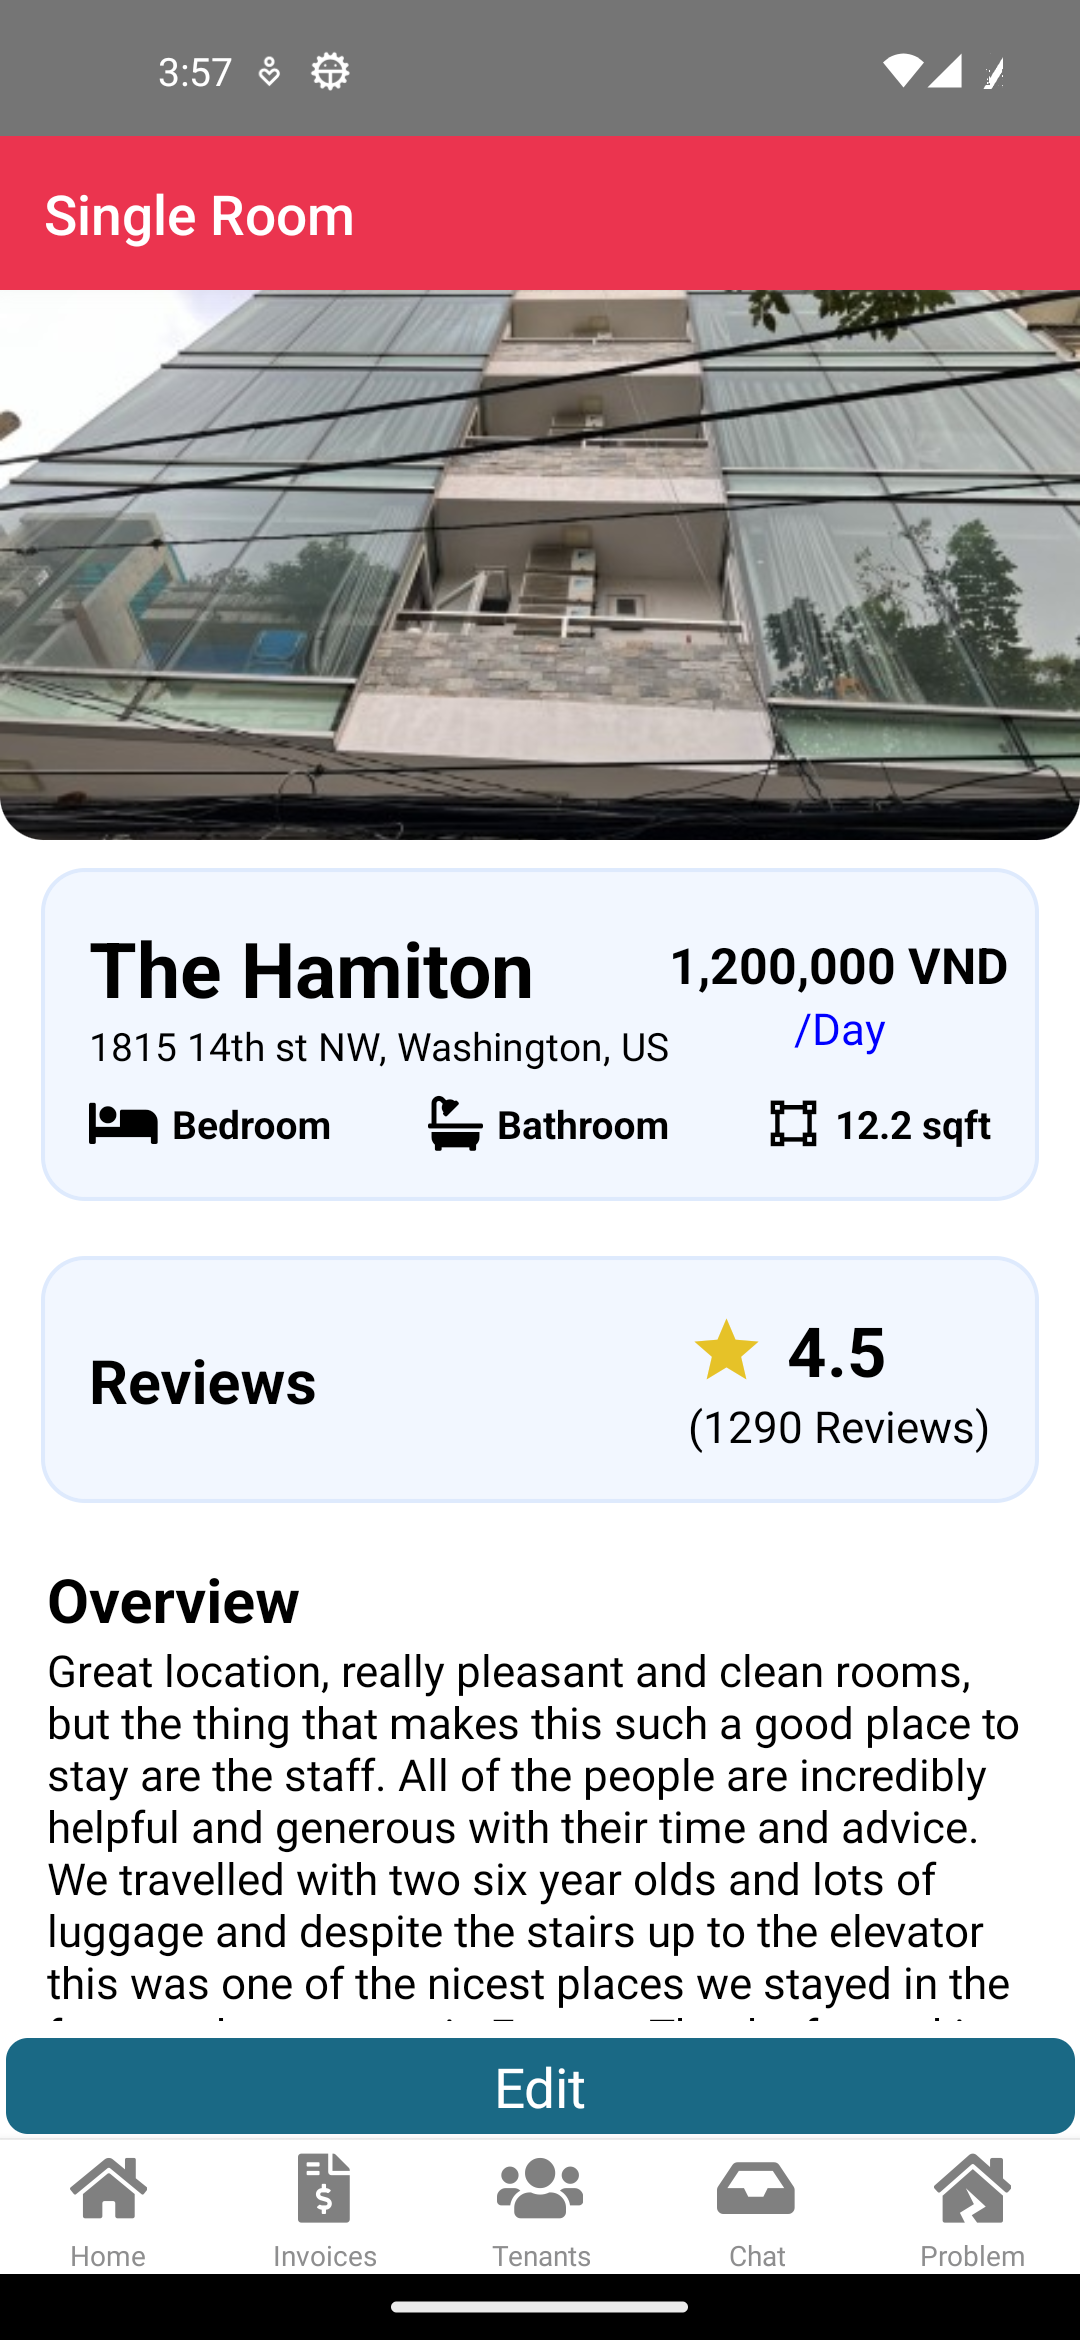 3:57
Single Room
The Hamiton
1,200,000 VND
/Day
1815 14th st NW, Washington, US
Bedroom
Bathroom
12.2 sqft
Reviews
4.5
(1290 Reviews)
Overview
Great location, really pleasant and clean rooms,
but the thing that makes this such a good place to
stay are the staff. All of the people are incredibly
helpful and generous with their time and advice.
We travelled with two six year olds and lots of
luggage and despite the stairs up to the elevator
this was one of the nicest places we stayed in the
Edit
Home
Invoices
Tenants
Chat
Problem